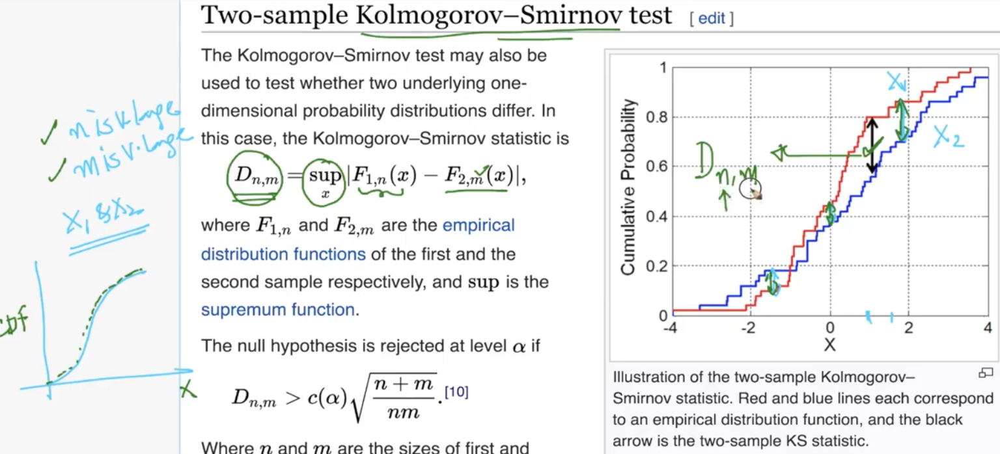 Two-sample Kolmogorov–Smirnov test [ edit ]
The Kolmogorov–Smirnov test may also be
used to test whether two underlying one-
dimensional probability distributions differ. In
this case, the Kolmogorov–Smirnov statistic is
D_{n,m} = sup_x |F_{1,n}(x) − F_{2,m}(x)|,
where F_{1,n} and F_{2,m} are the empirical
distribution functions of the first and the
second sample respectively, and sup is the
supremum function.
The null hypothesis is rejected at level α if
D_{n,m} > c(α)√((n + m)/(nm)).[10]
Where n and m are the sizes of first and
✓ n is v. large
✓ m is v. large
X₁ & X₂
cdf
X
Cumulative Probability
1
0.8
0.6
0.4
0.2
0
-4 -2 0 2 4
X
X₁
X₂
D n,m
Illustration of the two-sample Kolmogorov–
Smirnov statistic. Red and blue lines each correspond
to an empirical distribution function, and the black
arrow is the two-sample KS statistic.